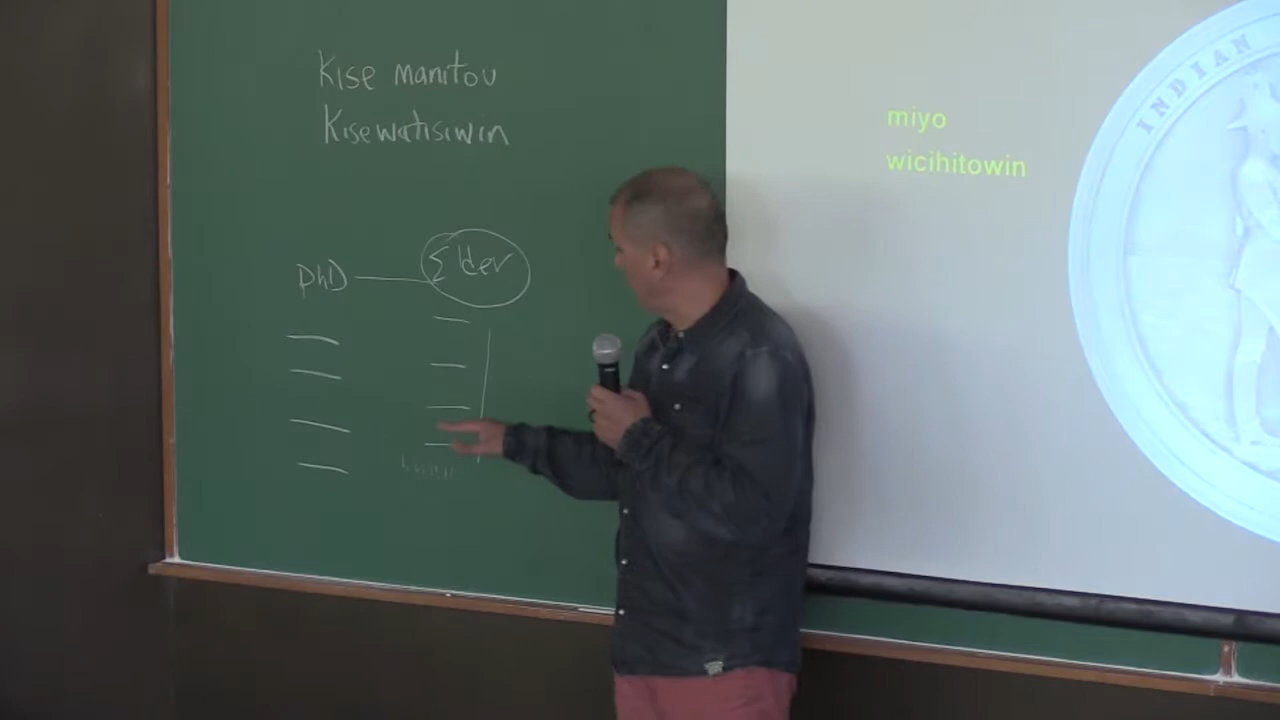 Kise manitou
Kisewatisiwin
PhD
Elder
miyo
wicihitowin
INDIAN